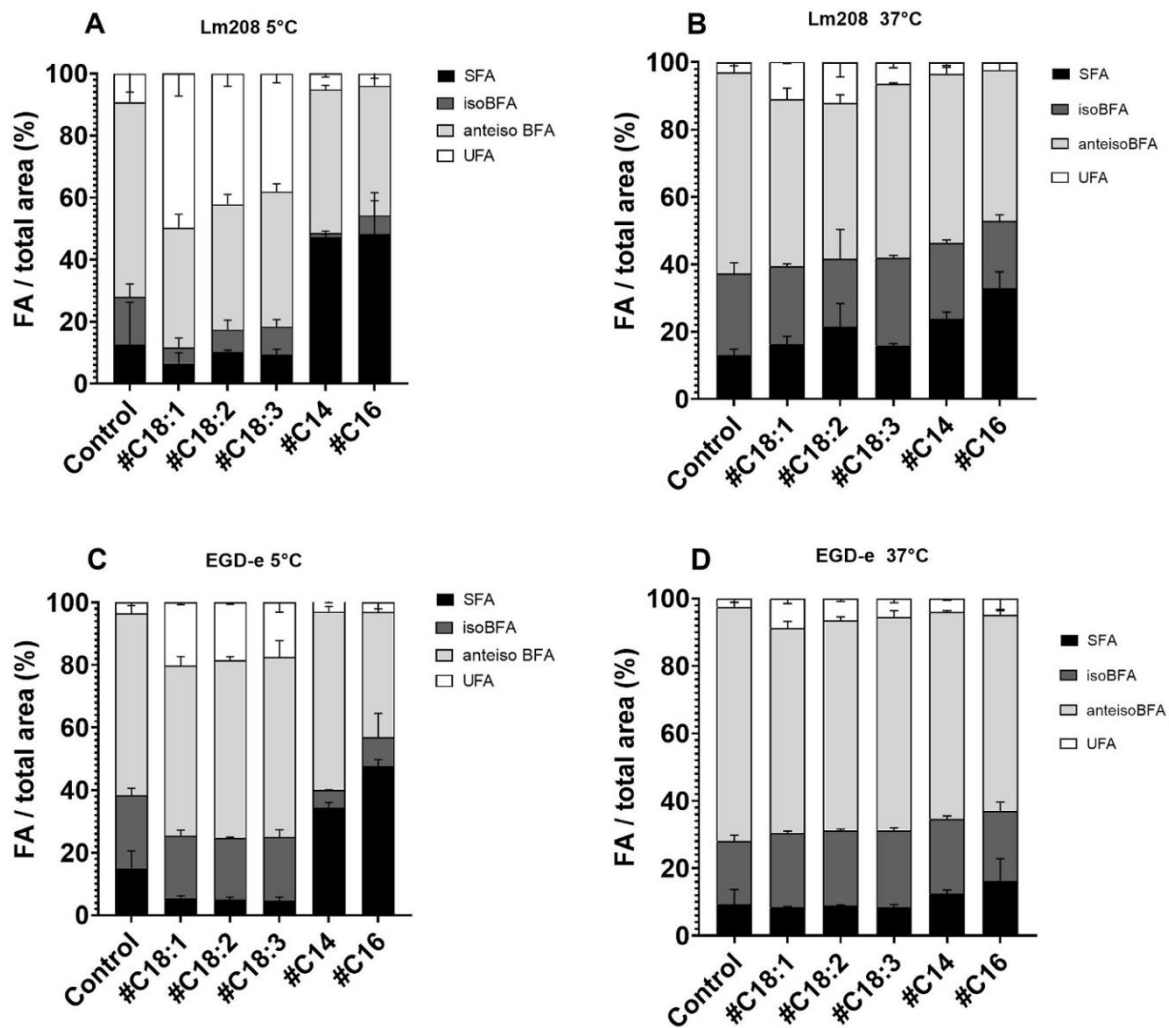 A
Lm208 5°C
FA / total area (%)
100
80
60
40
20
0
Control
#C18:1
#C18:2
#C18:3
#C14
#C16
SFA
isoBFA
anteiso BFA
UFA
B
Lm208 37°C
FA / total area (%)
100
80
60
40
20
0
Control
#C18:1
#C18:2
#C18:3
#C14
#C16
SFA
isoBFA
anteisoBFA
UFA
C
EGD-e 5°C
FA / total area (%)
100
80
60
40
20
0
Control
#C18:1
#C18:2
#C18:3
#C14
#C16
SFA
isoBFA
anteiso BFA
UFA
D
EGD-e 37°C
FA / total area (%)
100
80
60
40
20
0
Control
#C18:1
#C18:2
#C18:3
#C14
#C16
SFA
isoBFA
anteisoBFA
UFA